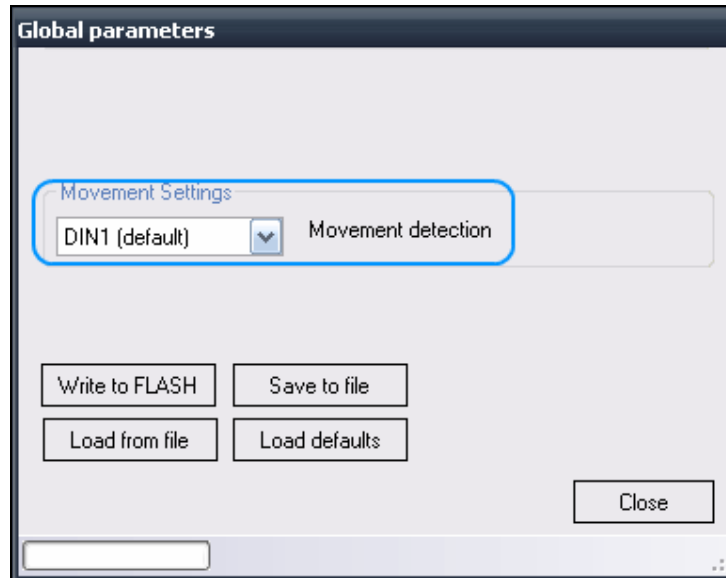 Global parameters
Movement Settings
DIN1 (default)
Movement detection
Write to FLASH
Save to file
Load from file
Load defaults
Close